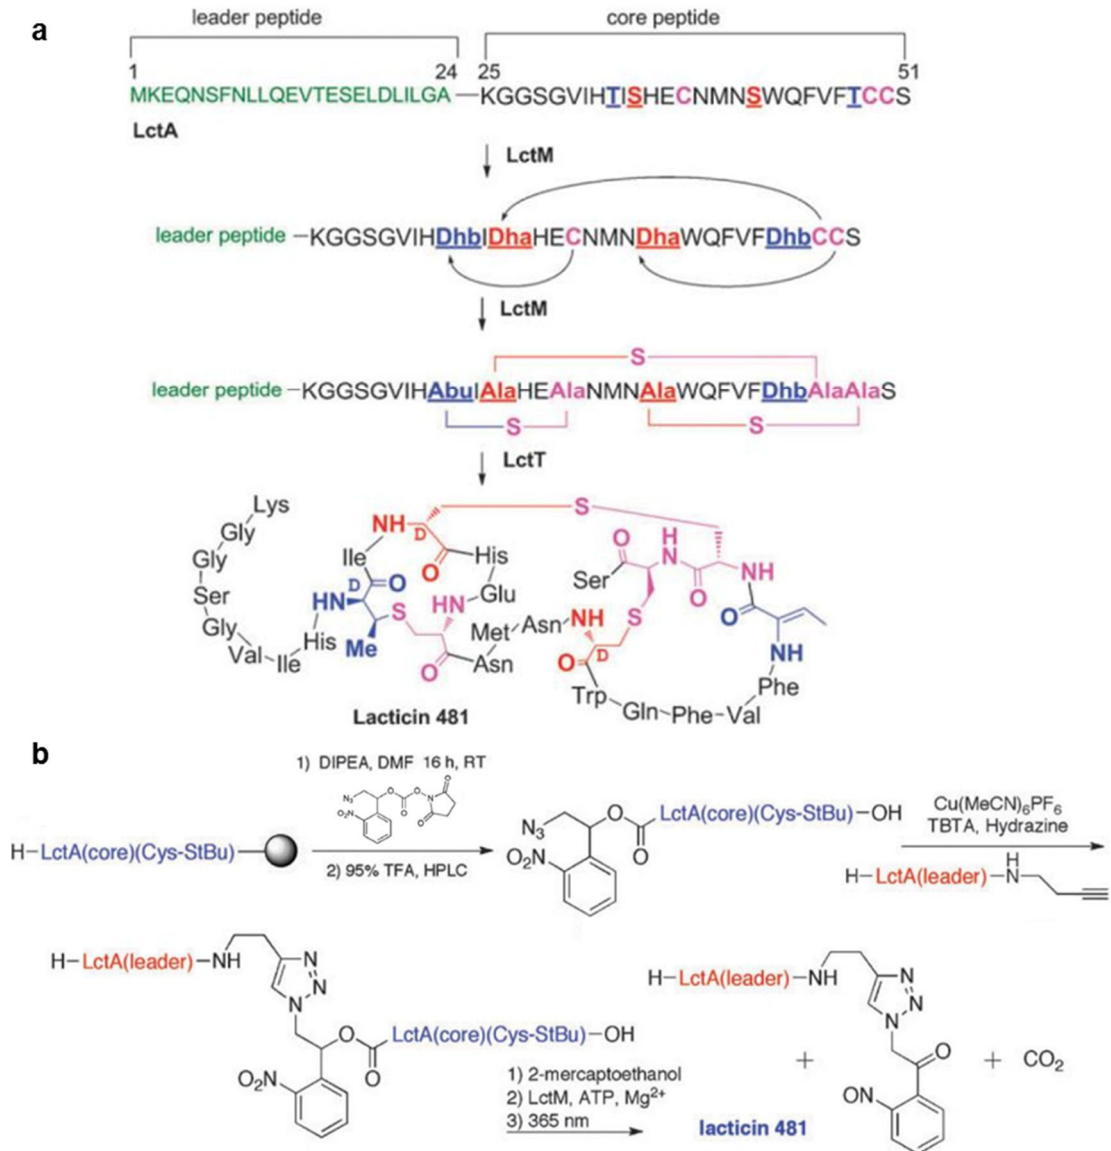 a
leader peptide
core peptide
1
24
25
51
MKEQNSFNLLQEVTESELDLILGA
KGGSGVIHTISHECNMNSWQFVFTCCS
LctA
LctM
leader peptide
KGGSGVIHDhbIDhaHECNMNDhaWQFVFDhbCCS
LctM
S
leader peptide
KGGSGVIHAbuIAlaHEAlaNMNAlaWQFVFDhbAlaAlaS
S
S
LctT
Lys
Gly
Gly
Ser
Gly
Val
Ile
His
HN
D
O
Me
S
Ile
NH
D
O
His
Glu
HN
O
Asn
Met
Asn
NH
O
D
S
S
Ser
O
H
N
O
NH
O
NH
Phe
Trp
Gln
Phe
Val
Lacticin 481
b
H
LctA(core)(Cys-StBu)
1) DIPEA, DMF 16 h, RT
N3
NO2
O
O
O
O
N
O
O
2) 95% TFA, HPLC
N3
O2N
O
O
LctA(core)(Cys-StBu)
OH
Cu(MeCN)6PF6
TBTA, Hydrazine
H
LctA(leader)
H
N
H
LctA(leader)
NH
N
N
N
O2N
O
O
LctA(core)(Cys-StBu)
OH
1) 2-mercaptoethanol
2) LctM, ATP, Mg2+
3) 365 nm
lacticin 481
+
H
LctA(leader)
NH
N
N
N
O
ON
+
CO2